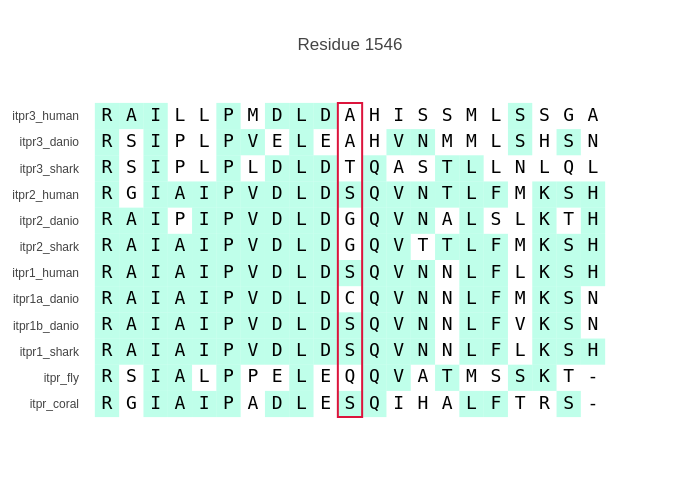 Residue 1546
itpr3_human R A I L L P M D L D A H I S S M L S S G A
itpr3_danio R S I P L P V E L E A H V N M M L S H S N
itpr3_shark R S I P L P L D L D T Q A S T L L N L Q L
itpr2_human R G I A I P V D L D S Q V N T L F M K S H
itpr2_danio R A I P I P V D L D G Q V N A L S L K T H
itpr2_shark R A I A I P V D L D G Q V T T L F M K S H
itpr1_human R A I A I P V D L D S Q V N N L F L K S H
itpr1a_danio R A I A I P V D L D C Q V N N L F M K S N
itpr1b_danio R A I A I P V D L D S Q V N N L F V K S N
itpr1_shark R A I A I P V D L D S Q V N N L F L K S H
itpr_fly R S I A L P P E L E Q Q V A T M S S K T -
itpr_coral R G I A I P A D L E S Q I H A L F T R S -